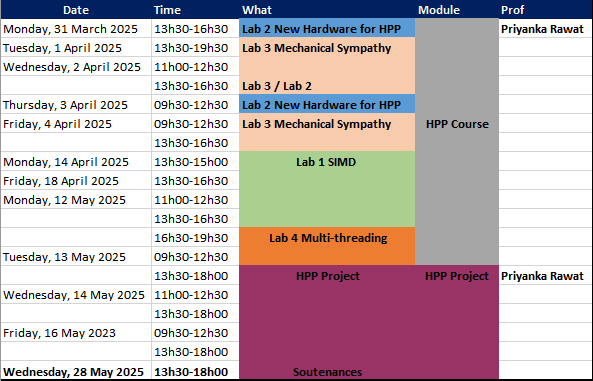 Date Time What Module Prof
Monday, 31 March 2025 13h30-16h30 Lab 2 New Hardware for HPP Priyanka Rawat
Tuesday, 1 April 2025 13h30-19h30 Lab 3 Mechanical Sympathy
Wednesday, 2 April 2025 11h00-12h30
13h30-16h30 Lab 3 / Lab 2
Thursday, 3 April 2025 09h30-12h30 Lab 2 New Hardware for HPP
Friday, 4 April 2025 09h30-12h30 Lab 3 Mechanical Sympathy HPP Course
13h30-16h30
Monday, 14 April 2025 13h30-15h00 Lab 1 SIMD
Friday, 18 April 2025 13h30-16h30
Monday, 12 May 2025 11h00-12h30
13h30-16h30
16h30-19h30 Lab 4 Multi-threading
Tuesday, 13 May 2025 09h30-12h30
13h30-18h00 HPP Project HPP Project Priyanka Rawat
Wednesday, 14 May 2025 11h00-12h30
13h30-18h00
Friday, 16 May 2023 09h30-12h30
13h30-18h00
Wednesday, 28 May 2025 13h30-18h00 Soutenances